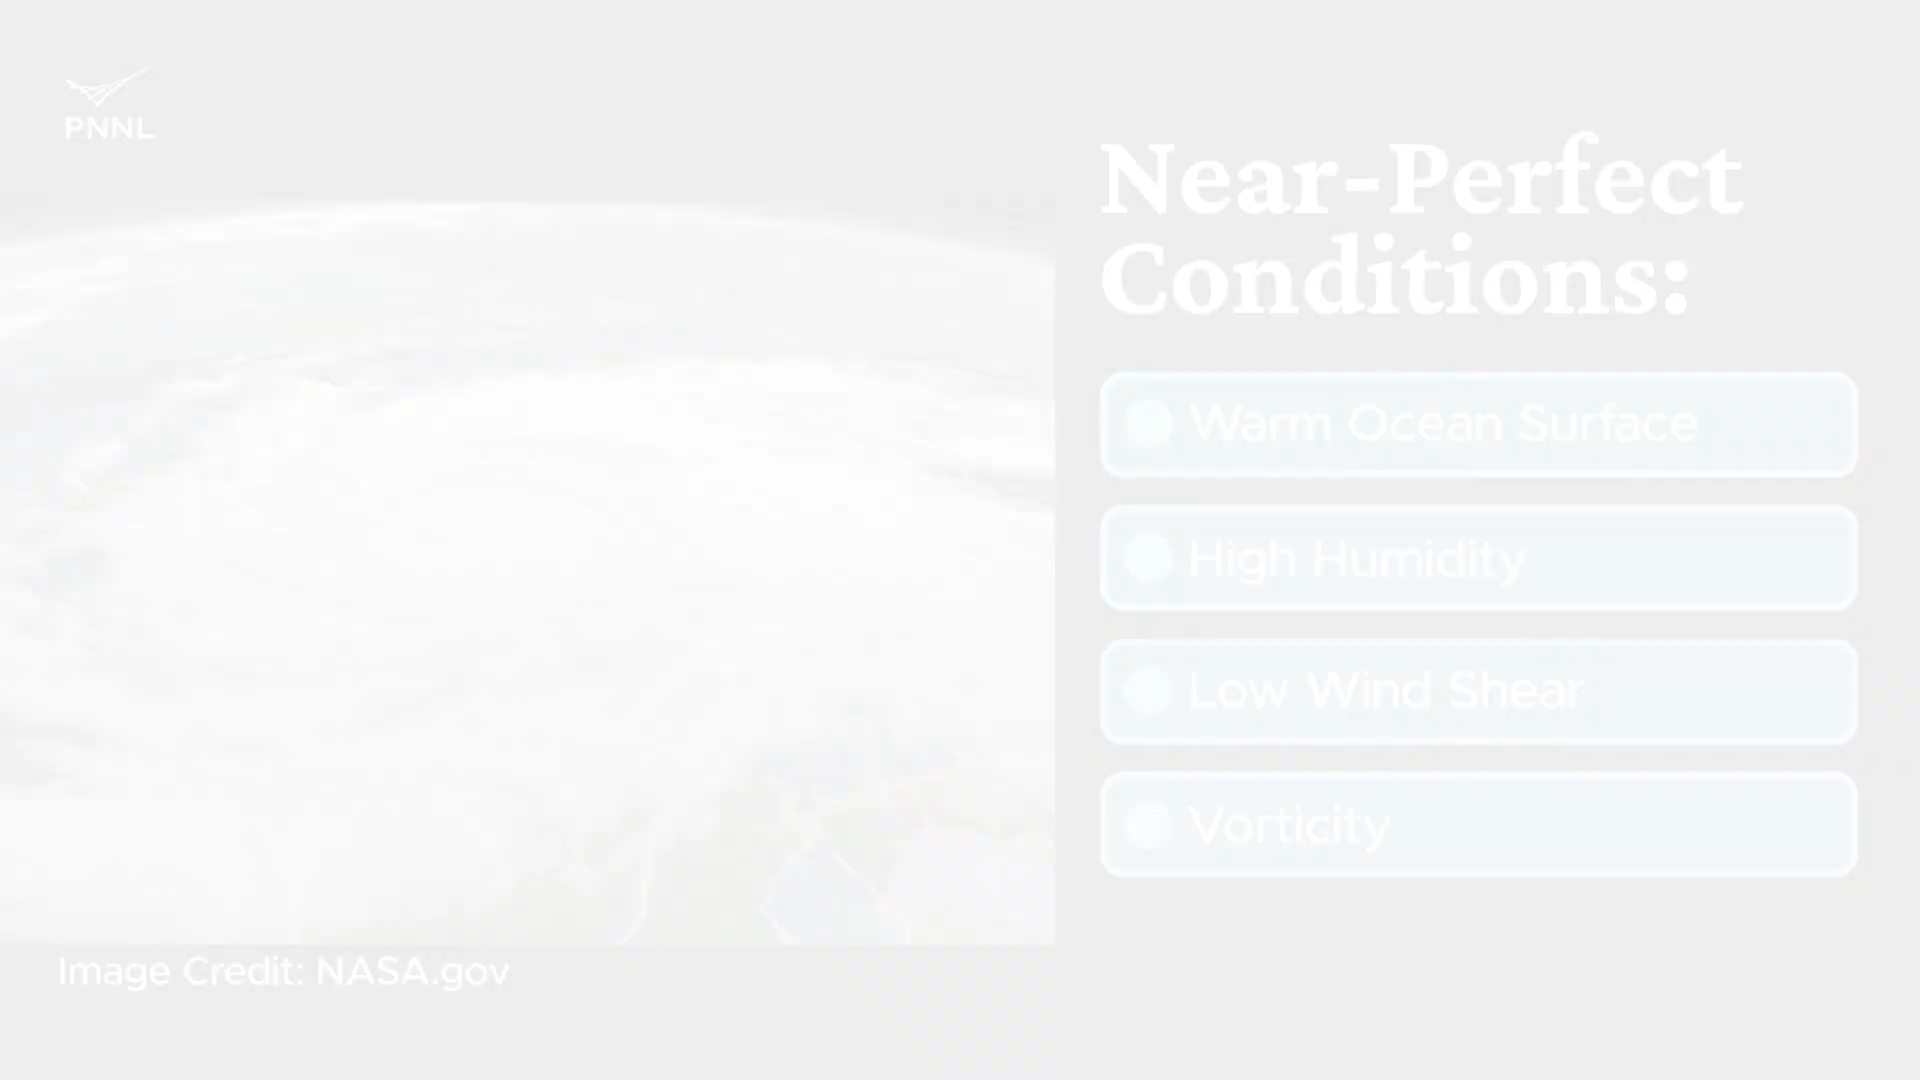 PNNL
Near-Perfect
Conditions:
Warm Ocean Surface
High Humidity
Low Wind Shear
Vorticity
Image Credit: NASA.gov